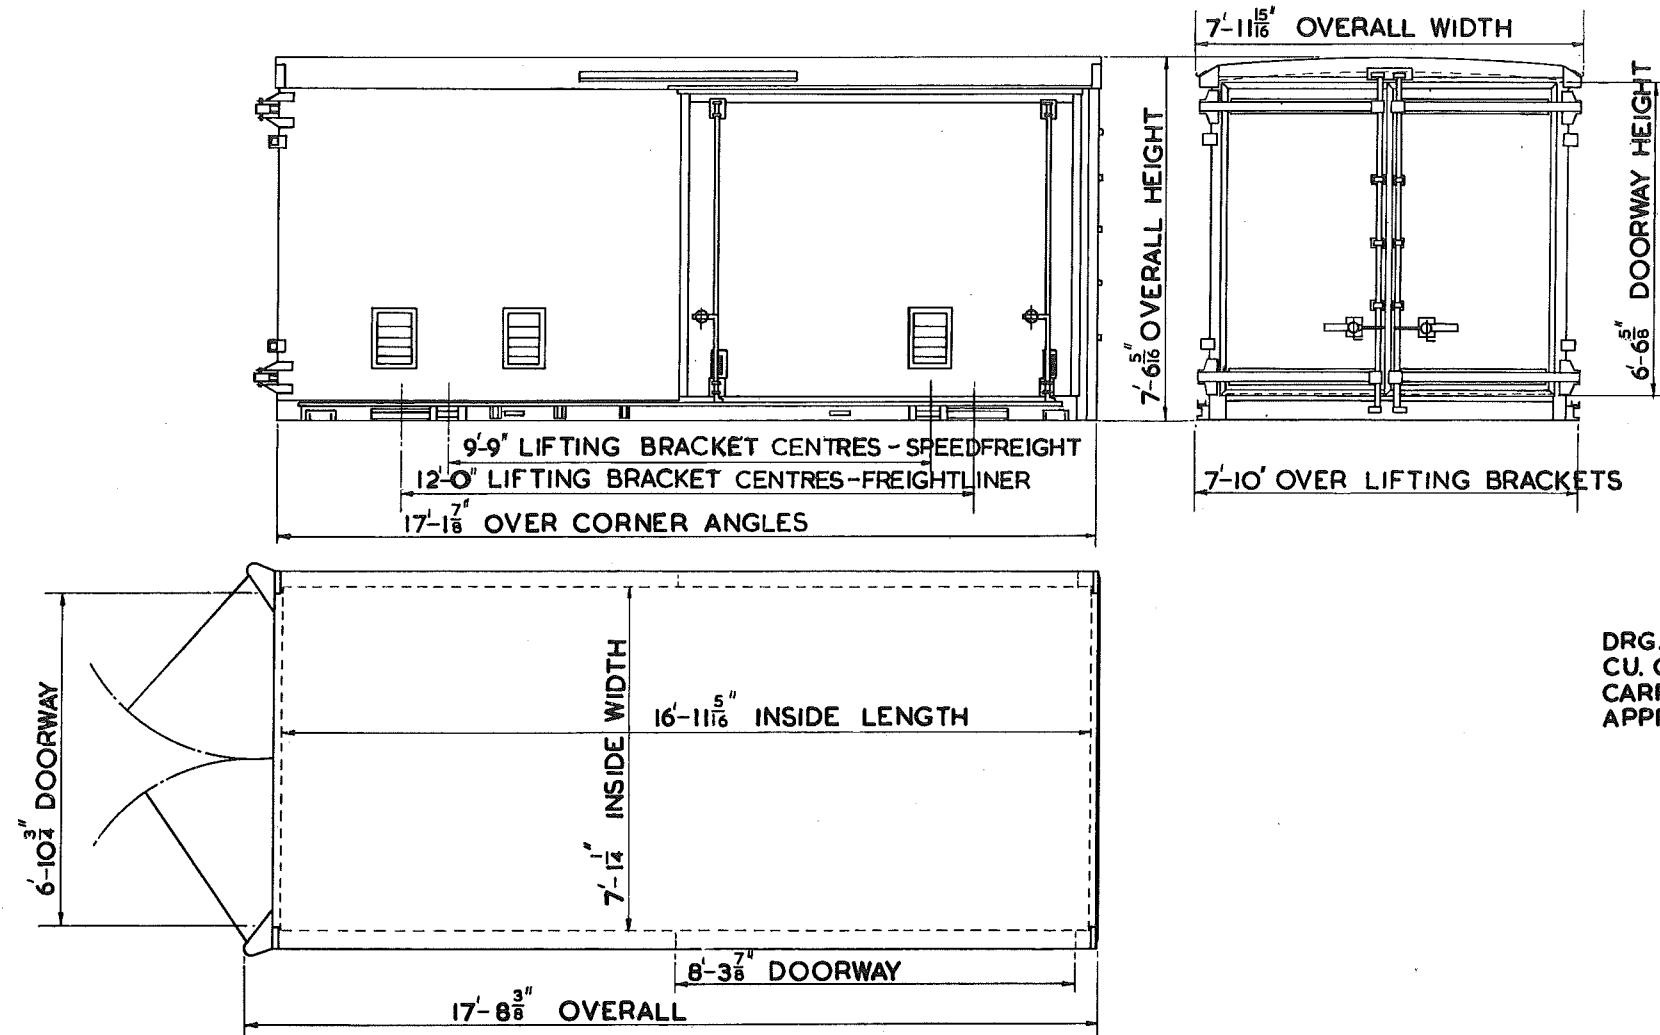 7'-11 15/16" OVERALL WIDTH
7'-6 5/16" OVERALL HEIGHT
6'-6 5/8" DOORWAY HEIGHT
9'-9" LIFTING BRACKET CENTRES-SPEEDFREIGHT
12'-0" LIFTING BRACKET CENTRES-FREIGHTLINER
7'-10" OVER LIFTING BRACKETS
17'-1 7/8" OVER CORNER ANGLES
6'-10 3/4" DOORWAY
7'-1 1/4" INSIDE WIDTH
16'-11 5/16" INSIDE LENGTH
DRG.
CU.
8'-3 7/8" DOORWAY
17'-8 3/8" OVERALL